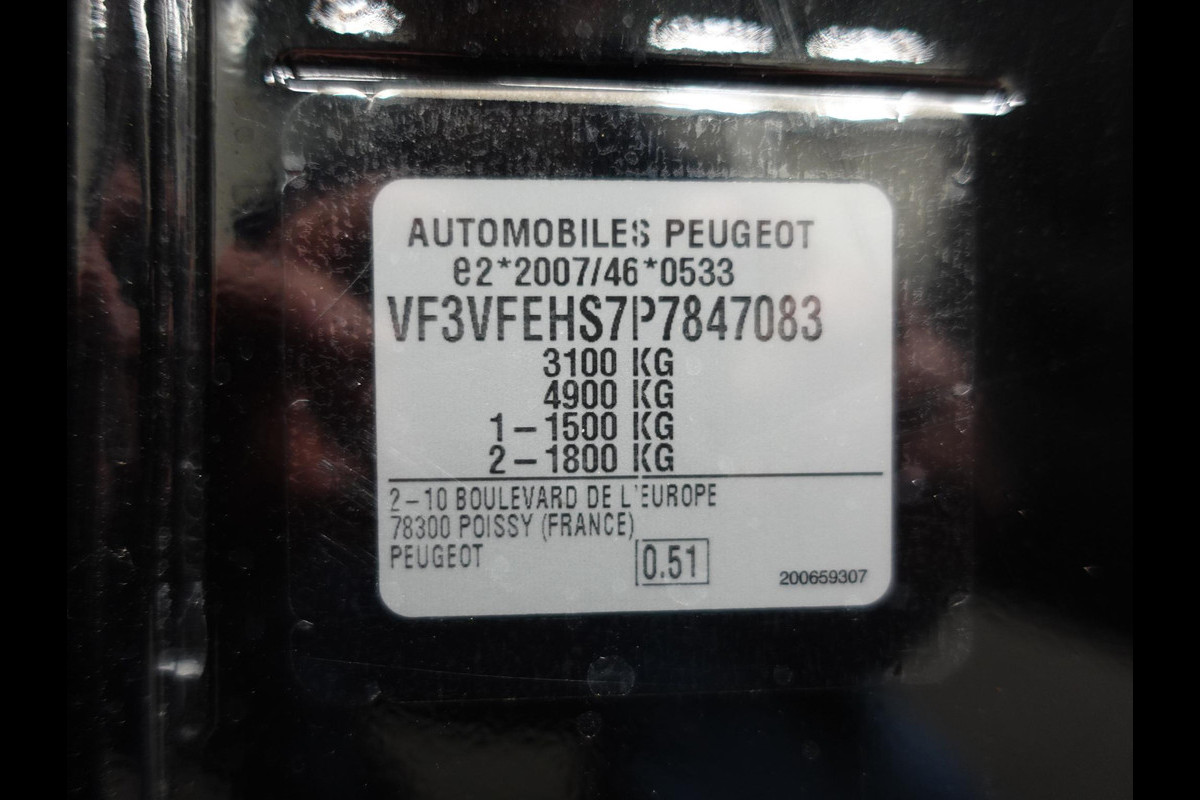 AUTOMOBILES PEUGEOT
e2*2007/46*0533
VF3VFEHS7P7847083
3100 KG
4900 KG
1-1500 KG
2-1800 KG
2-10 BOULEVARD DE L'EUROPE
78300 POISSY (FRANCE)
PEUGEOT
0.51
200659307